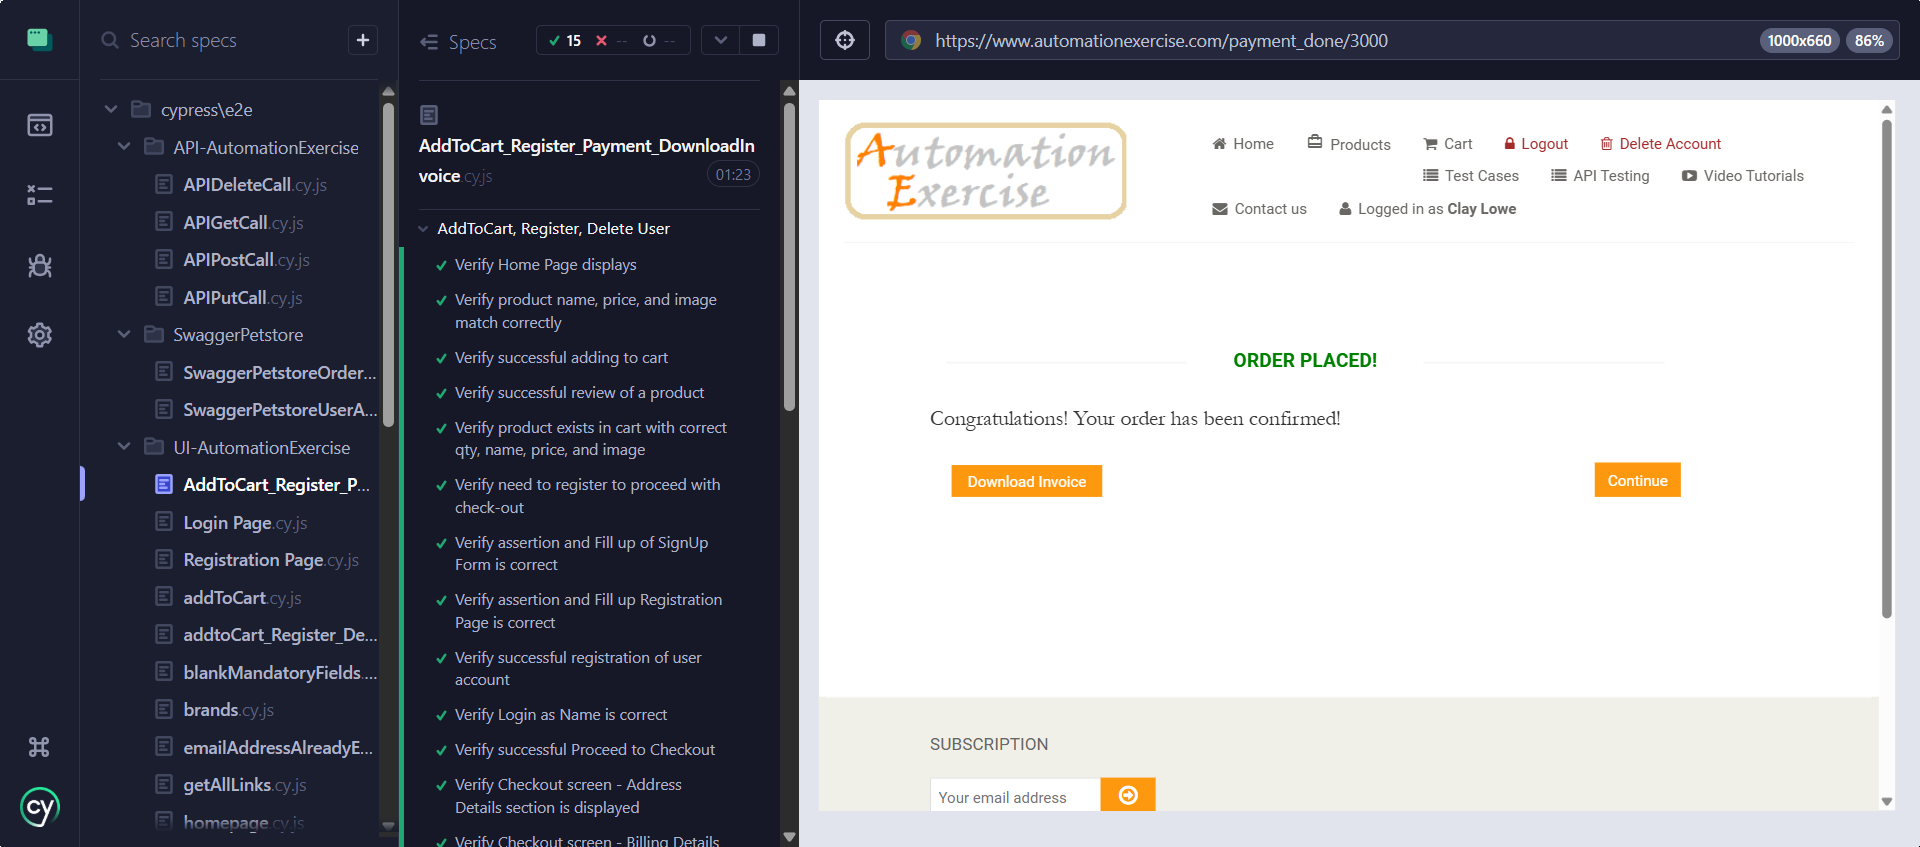 Search specs
+
cypress\e2e
API-AutomationExercise
APIDeleteCall.cy.js
APIGetCall.cy.js
APIPostCall.cy.js
APIPutCall.cy.js
SwaggerPetstore
SwaggerPetstoreOrder...
SwaggerPetstoreUserA...
UI-AutomationExercise
AddToCart_Register_P...
Login Page.cy.js
Registration Page.cy.js
addToCart.cy.js
addtoCart_Register_De...
blankMandatoryFields....
brands.cy.js
emailAddressAlreadyE...
getAllLinks.cy.js
homepage.cy.js
cy
Specs
15 -- --
AddToCart_Register_Payment_DownloadIn
voice.cy.js 01:23
AddToCart, Register, Delete User
Verify Home Page displays
Verify product name, price, and image
match correctly
Verify successful adding to cart
Verify successful review of a product
Verify product exists in cart with correct
qty, name, price, and image
Verify need to register to proceed with
check-out
Verify assertion and Fill up of SignUp
Form is correct
Verify assertion and Fill up Registration
Page is correct
Verify successful registration of user
account
Verify Login as Name is correct
Verify successful Proceed to Checkout
Verify Checkout screen - Address
Details section is displayed
Verify Checkout screen - Billing Details
https://www.automationexercise.com/payment_done/3000 1000x660 86%
Automation
Exercise
Home Products Cart Logout Delete Account
Test Cases API Testing Video Tutorials
Contact us Logged in as Clay Lowe
ORDER PLACED!
Congratulations! Your order has been confirmed!
Download Invoice Continue
SUBSCRIPTION
Your email address